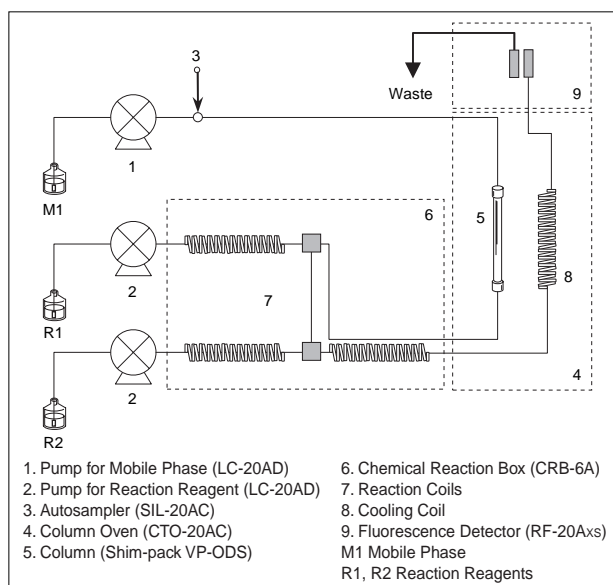 3
Waste
9
1
M1
5
6
8
2
7
R1
2
4
R2
1. Pump for Mobile Phase (LC-20AD)
2. Pump for Reaction Reagent (LC-20AD)
3. Autosampler (SIL-20AC)
4. Column Oven (CTO-20AC)
5. Column (Shim-pack VP-ODS)
6. Chemical Reaction Box (CRB-6A)
7. Reaction Coils
8. Cooling Coil
9. Fluorescence Detector (RF-20Axs)
M1 Mobile Phase
R1, R2 Reaction Reagents